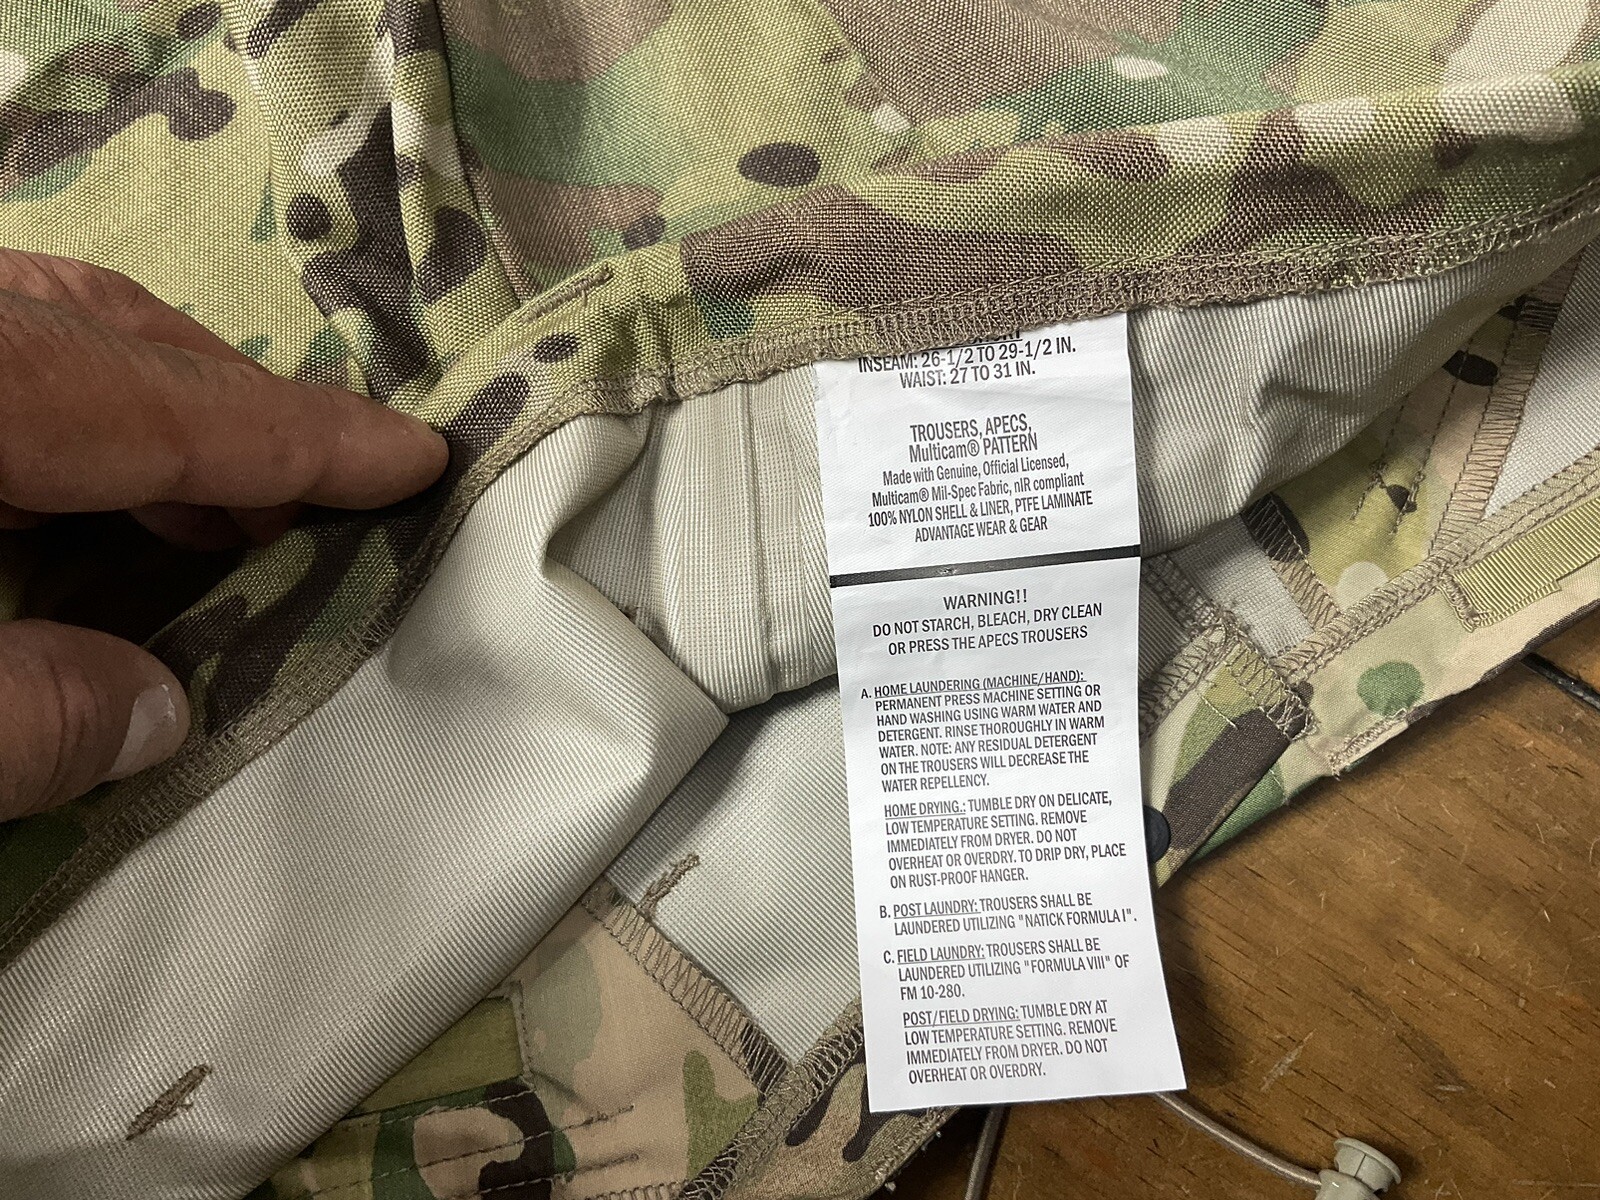 INSEAM: 26-1/2 TO 29-1/2 IN.
WAIST: 27 TO 31 IN.
TROUSERS, APECS,
Multicam® PATTERN
Made with Genuine, Official Licensed,
Multicam® Mil-Spec Fabric, nIR compliant
100% NYLON SHELL & LINER, PTFE LAMINATE
ADVANTAGE WEAR & GEAR
WARNING!!
DO NOT STARCH, BLEACH, DRY CLEAN
OR PRESS THE APECS TROUSERS
A. HOME LAUNDERING (MACHINE/HAND):
PERMANENT PRESS MACHINE SETTING OR
HAND WASHING USING WARM WATER AND
DETERGENT. RINSE THOROUGHLY IN WARM
WATER. NOTE: ANY RESIDUAL DETERGENT
ON THE TROUSERS WILL DECREASE THE
WATER REPELLENCY.
HOME DRYING.: TUMBLE DRY ON DELICATE,
LOW TEMPERATURE SETTING. REMOVE
IMMEDIATELY FROM DRYER. DO NOT
OVERHEAT OR OVERDRY. TO DRIP DRY, PLACE
ON RUST-PROOF HANGER.
B. POST LAUNDRY: TROUSERS SHALL BE
LAUNDERED UTILIZING "NATICK FORMULA I".
C. FIELD LAUNDRY: TROUSERS SHALL BE
LAUNDERED UTILIZING "FORMULA VIII" OF
FM 10-280.
POST/FIELD DRYING: TUMBLE DRY AT
LOW TEMPERATURE SETTING. REMOVE
IMMEDIATELY FROM DRYER. DO NOT
OVERHEAT OR OVERDRY.